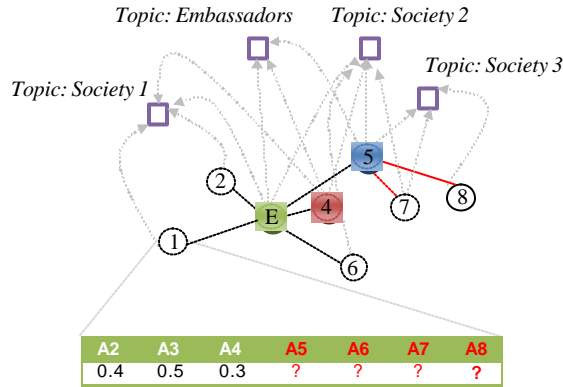 Topic: Embassadors
Topic: Society 2
Topic: Society 1
Topic: Society 3
5
2
8
E
4
7
1
6
A2 A3 A4 A5 A6 A7 A8
0.4 0.5 0.3 ? ? ? ?